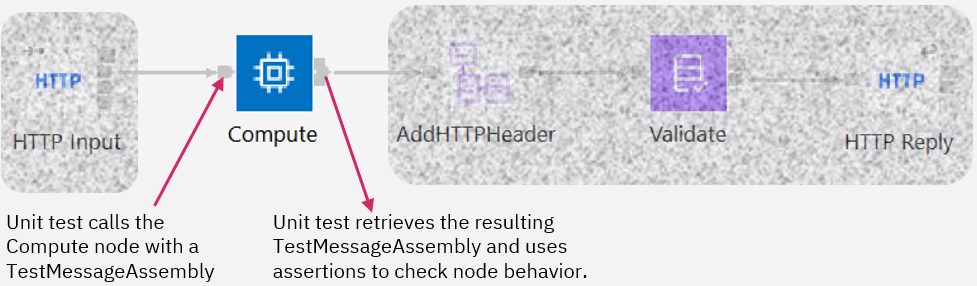 HTTP
HTTP
HTTP Input
Compute
AddHTTPHeader
Validate
HTTP Reply
Unit test calls the
Compute node with a
TestMessageAssembly
Unit test retrieves the resulting
TestMessageAssembly and uses
assertions to check node behavior.